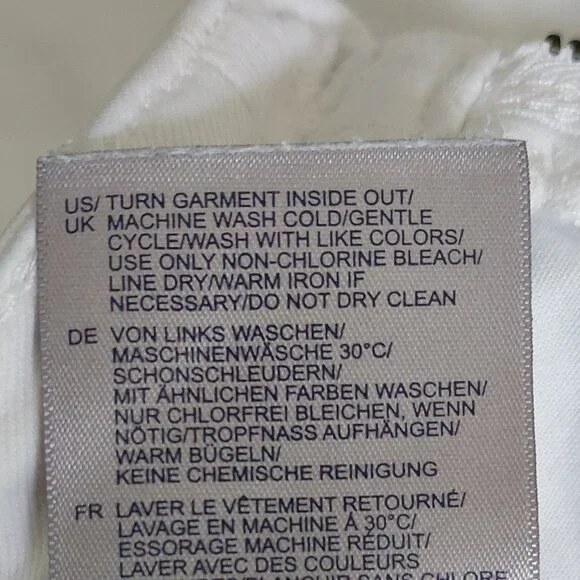 US/ TURN GARMENT INSIDE OUT/
UK MACHINE WASH COLD/GENTLE
CYCLE/WASH WITH LIKE COLORS/
USE ONLY NON-CHLORINE BLEACH/
LINE DRY/WARM IRON IF
NECESSARY/DO NOT DRY CLEAN
DE VON LINKS WASCHEN/
MASCHINENWÄSCHE 30°C/
SCHONSCHLEUDERN/
MIT ÄHNLICHEN FARBEN WASCHEN/
NUR CHLORFREI BLEICHEN, WENN
NÖTIG/TROPFNASS AUFHÄNGEN/
WARM BÜGELN/
KEINE CHEMISCHE REINIGUNG
FR LAVER LE VÊTEMENT RETOURNÉ/
LAVAGE EN MACHINE À 30°C/
ESSORAGE MACHINE RÉDUIT/
LAVER AVEC DES COULEURS
SANS CHLORE